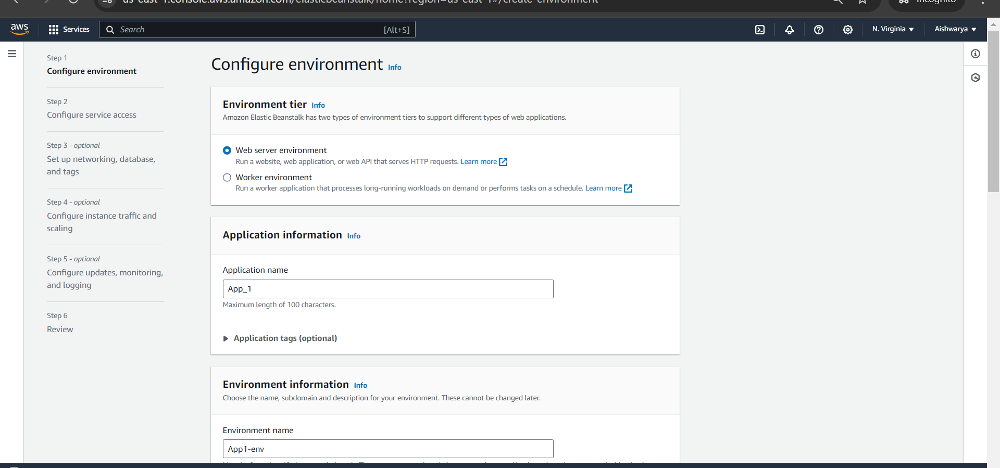 us-east-1.console.aws.amazon.com/elasticbeanstalk/home?region=us-east-1#/create-environment
Incognito
aws
Services
Search
[Alt+S]
N. Virginia
Aishwarya
Step 1
Configure environment
Step 2
Configure service access
Step 3 - optional
Set up networking, database,
and tags
Step 4 - optional
Configure instance traffic and
scaling
Step 5 - optional
Configure updates, monitoring,
and logging
Step 6
Review
Configure environment Info
Environment tier Info
Amazon Elastic Beanstalk has two types of environment tiers to support different types of web applications.
Web server environment
Run a website, web application, or web API that serves HTTP requests. Learn more
Worker environment
Run a worker application that processes long-running workloads on demand or performs tasks on a schedule. Learn more
Application information Info
Application name
App_1
Maximum length of 100 characters.
Application tags (optional)
Environment information Info
Choose the name, subdomain and description for your environment. These cannot be changed later.
Environment name
App1-env